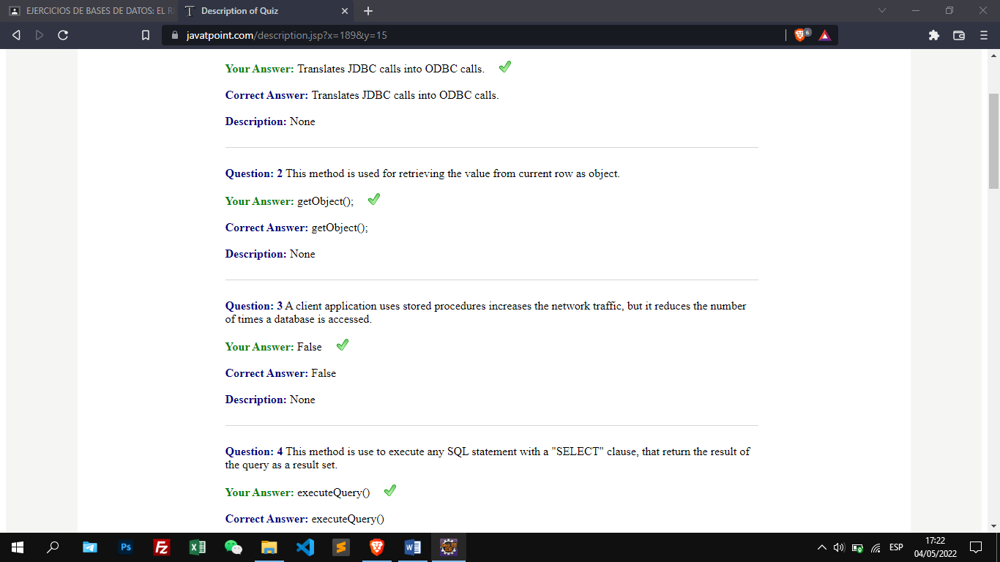 EJERCICIOS DE BASES DE DATOS: EL R
Description of Quiz
javatpoint.com/description.jsp?x=189&y=15
6
Your Answer: Translates JDBC calls into ODBC calls.
Correct Answer: Translates JDBC calls into ODBC calls.
Description: None
Question: 2 This method is used for retrieving the value from current row as object.
Your Answer: getObject();
Correct Answer: getObject();
Description: None
Question: 3 A client application uses stored procedures increases the network traffic, but it reduces the number
of times a database is accessed.
Your Answer: False
Correct Answer: False
Description: None
Question: 4 This method is use to execute any SQL statement with a "SELECT" clause, that return the result of
the query as a result set.
Your Answer: executeQuery()
Correct Answer: executeQuery()
Ps
Fz
ESP
17:22
04/05/2022